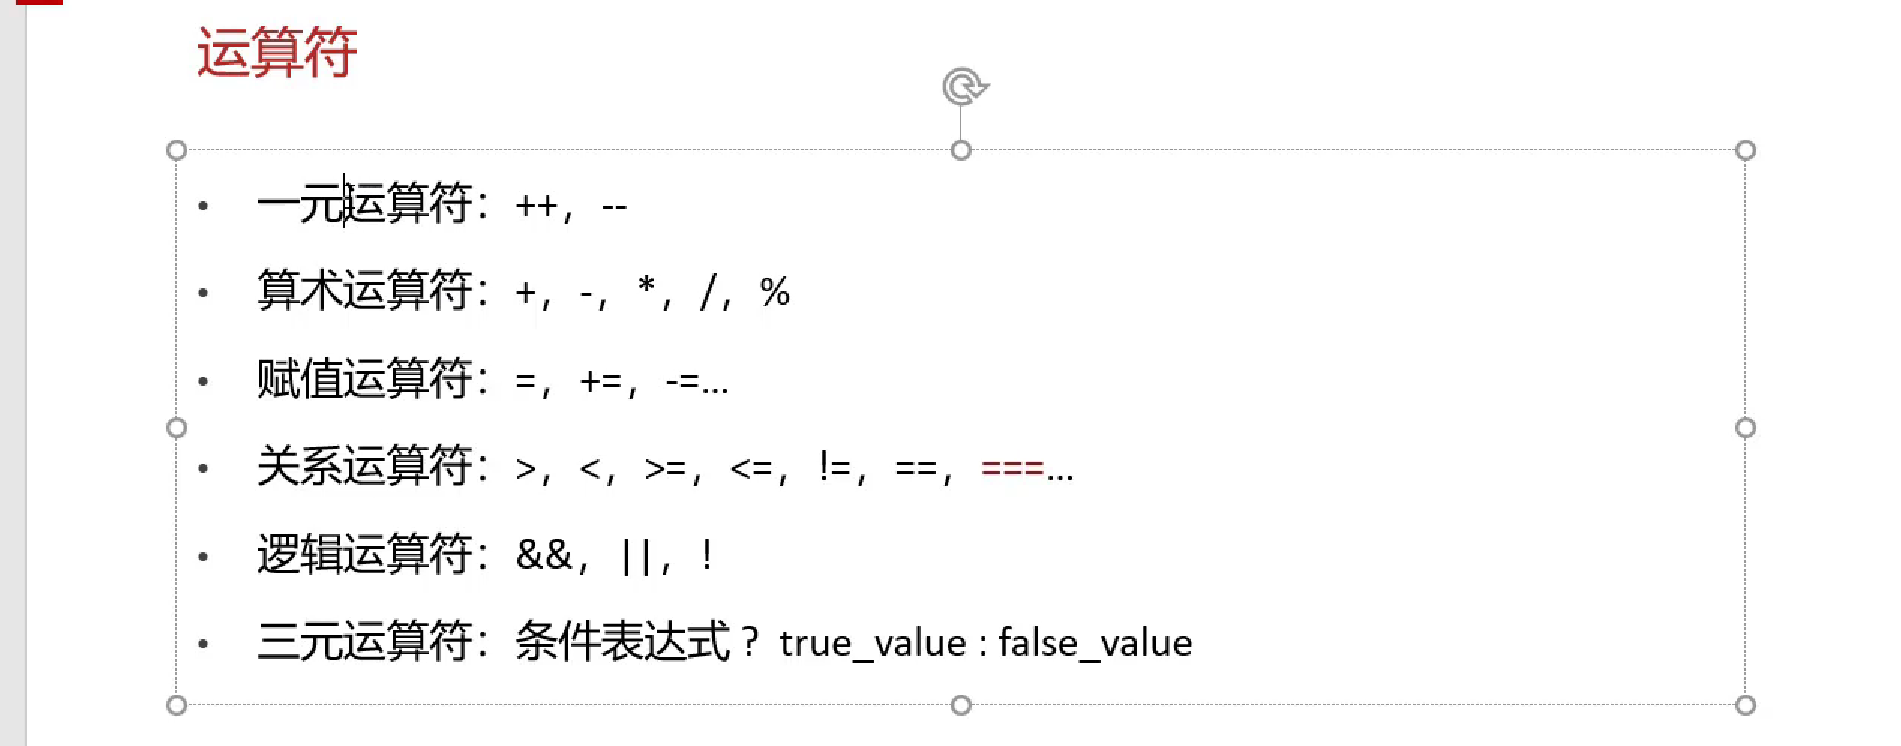 运算符
• 一元运算符：++，--
• 算术运算符：+，-，*，/，%
• 赋值运算符：=，+=，-=...
• 关系运算符：>，<，>=，<=，!=，==，===...
• 逻辑运算符：&&，||，!
• 三元运算符：条件表达式？true_value : false_value